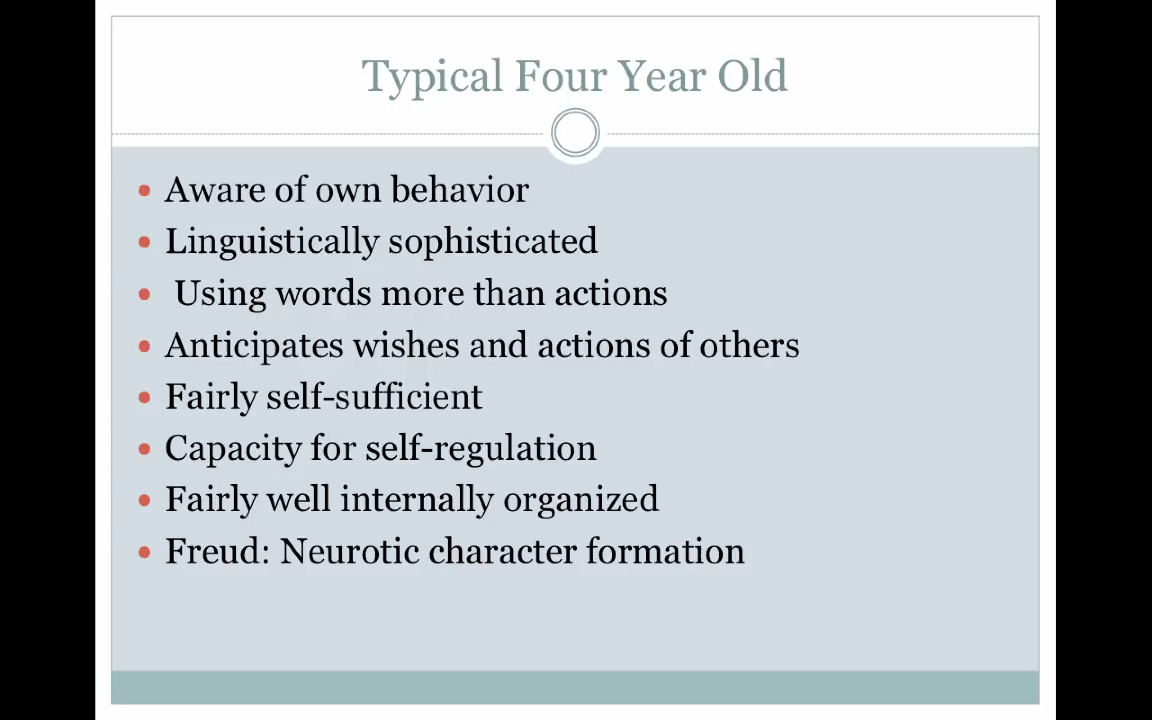 Typical Four Year Old
• Aware of own behavior
• Linguistically sophisticated
• Using words more than actions
• Anticipates wishes and actions of others
• Fairly self-sufficient
• Capacity for self-regulation
• Fairly well internally organized
• Freud: Neurotic character formation